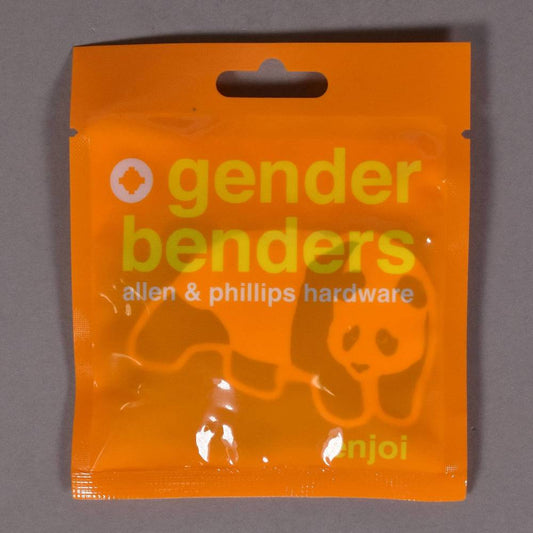 gender
benders
allen & phillips hardware
enjoi